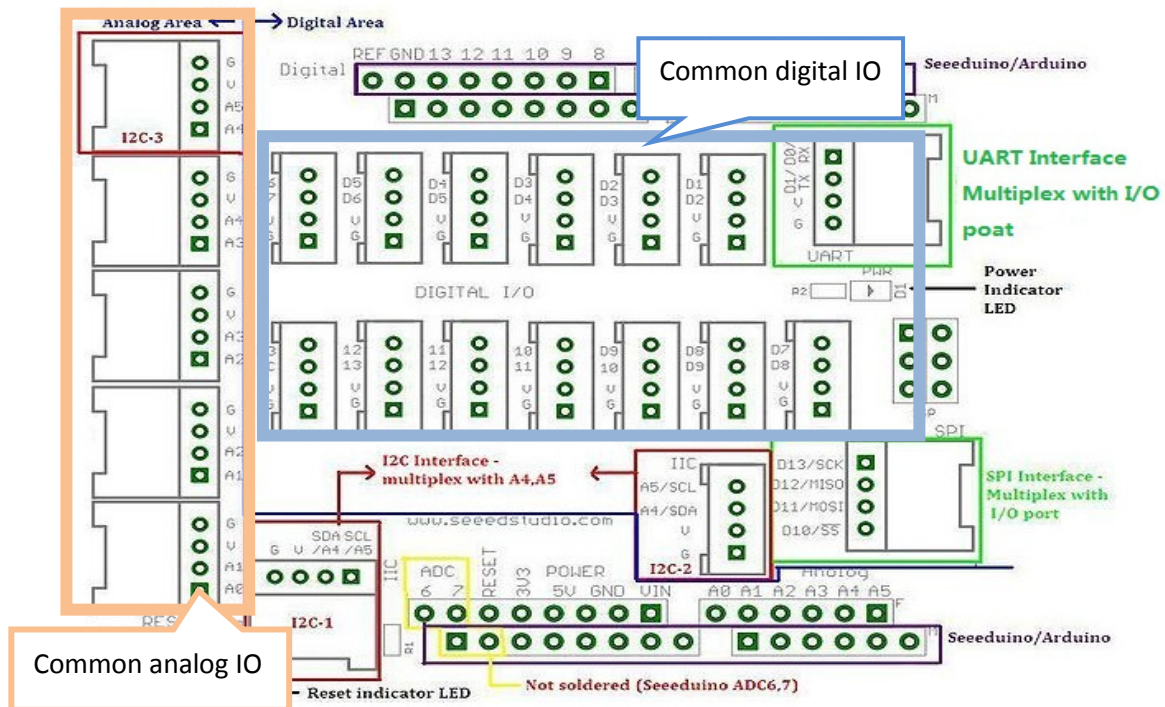 Analog Area
Digital Area
REF GND 13 12 11 10 9 8
Digital
Common digital IO
Seeeduino/Arduino
M
G
V
A5
A4
I2C-3
G
V
A4
A3
G
V
A3
A2
G
V
A2
A1
G
V
A1
A0
D5
D6
V
G
D4
D5
V
G
D3
D4
V
G
D2
D3
V
G
D1
D2
V
G
D0/
RX
D1/
TX
V
G
UART
UART Interface
Multiplex with I/O
poat
PWR
R2
D1
Power
Indicator
LED
DIGITAL I/O
12
13
V
G
11
12
V
G
10
11
V
G
D9
10
V
G
D8
D9
V
G
D7
D8
V
G
SPI
I2C Interface -
multiplex with A4,A5
IIC
A5/SCL
A4/SDA
V
G
I2C-2
D13/SCK
D12/MISO
D11/MOSI
D10/SS
SPI Interface -
Multiplex with
I/O port
www.seeedstudio.com
SDA SCL
G V /A4 /A5
IIC
I2C-1
R1
ADC
6 7
RESET
3V3
POWER
5V GND VIN
Analog
A0 A1 A2 A3 A4 A5
F
M
Seeeduino/Arduino
Common analog IO
Reset indicator LED
Not soldered (Seeeduino ADC6,7)